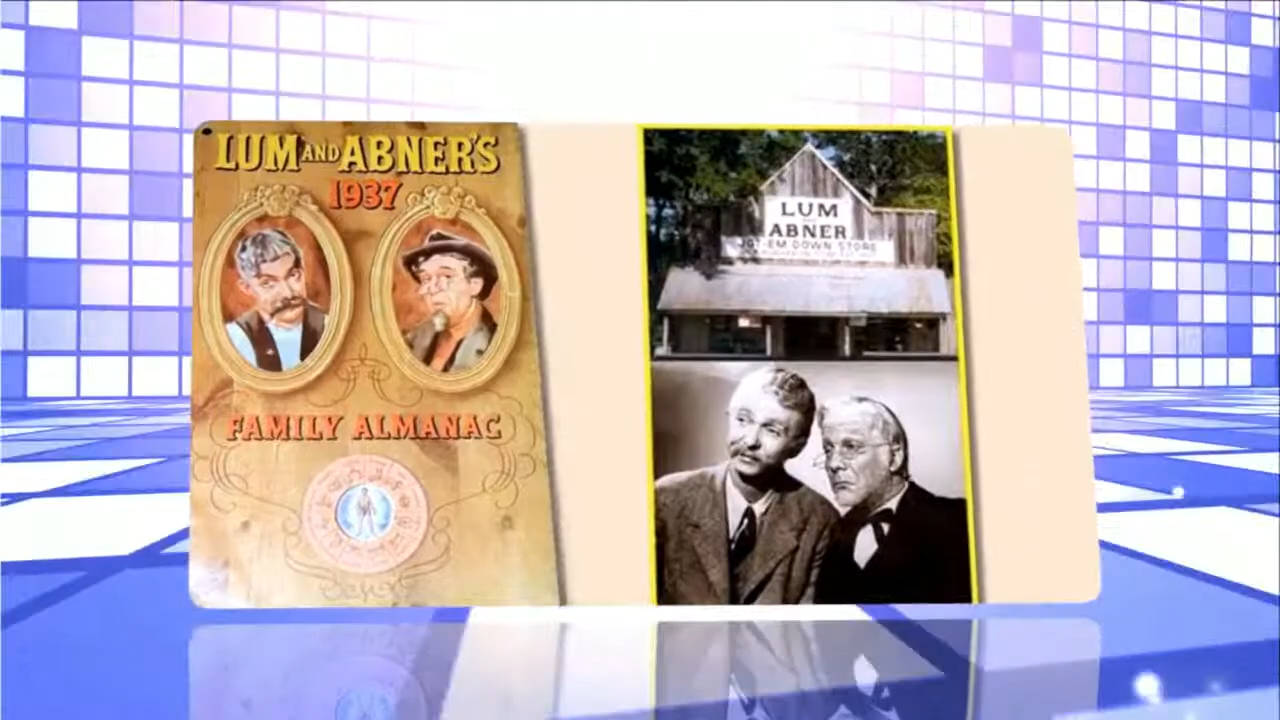 LUM AND ABNER'S
1937
FAMILY ALMANAC
LUM
ABNER
JOT-EM DOWN STORE